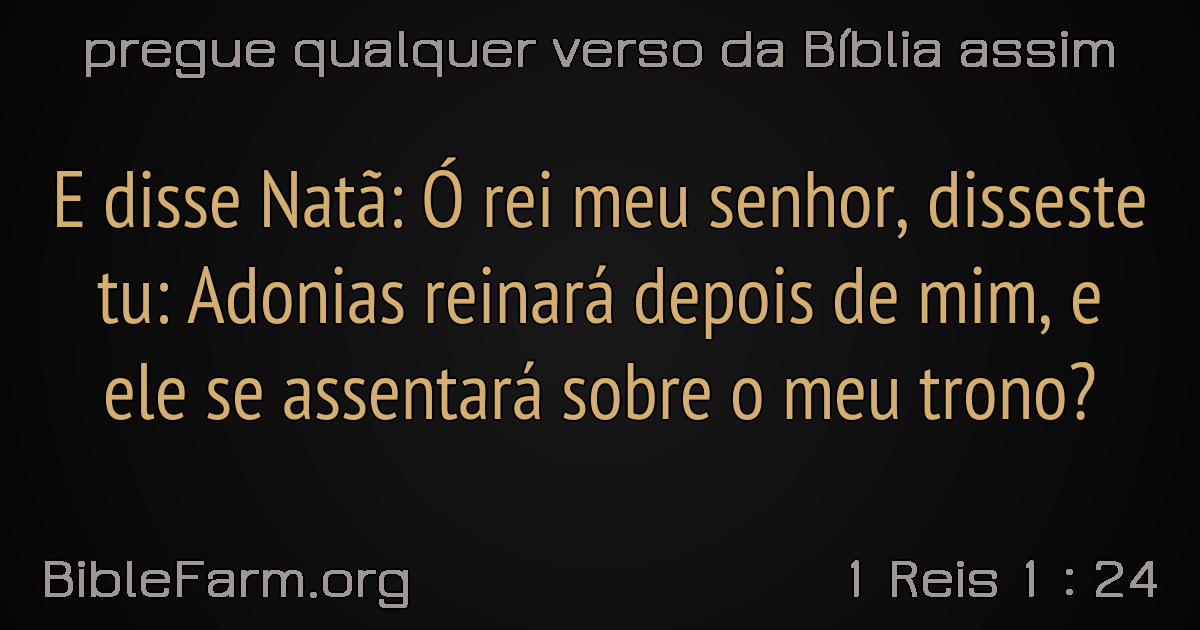 pregue qualquer verso da Bíblia assim
E disse Natã: Ó rei meu senhor, disseste
tu: Adonias reinará depois de mim, e
ele se assentará sobre o meu trono?
BibleFarm.org
1 Reis 1 : 24